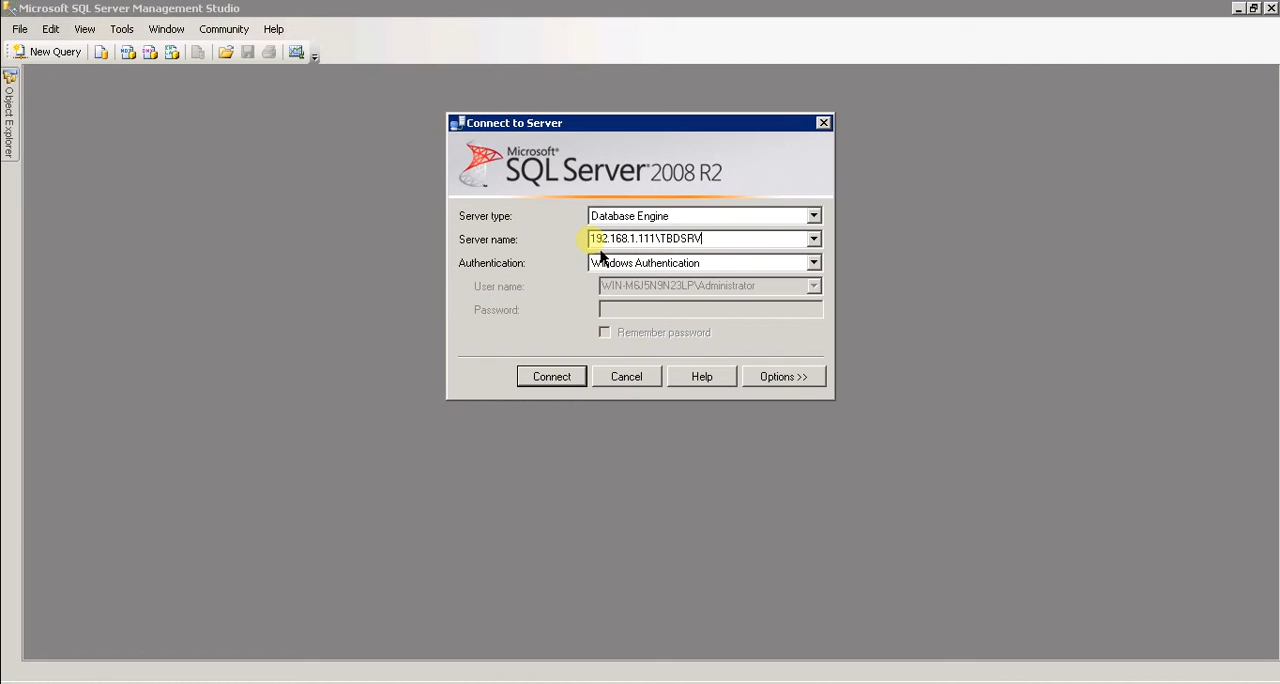 Microsoft SQL Server Management Studio
File Edit View Tools Window Community Help
New Query
Object Explorer
Connect to Server
Microsoft®
SQL Server 2008 R2
Server type: Database Engine
Server name: 192.168.1.111\TBDSRV
Authentication: Windows Authentication
User name: WIN-M6J5N9N23LP\Administrator
Password:
Remember password
Connect Cancel Help Options >>